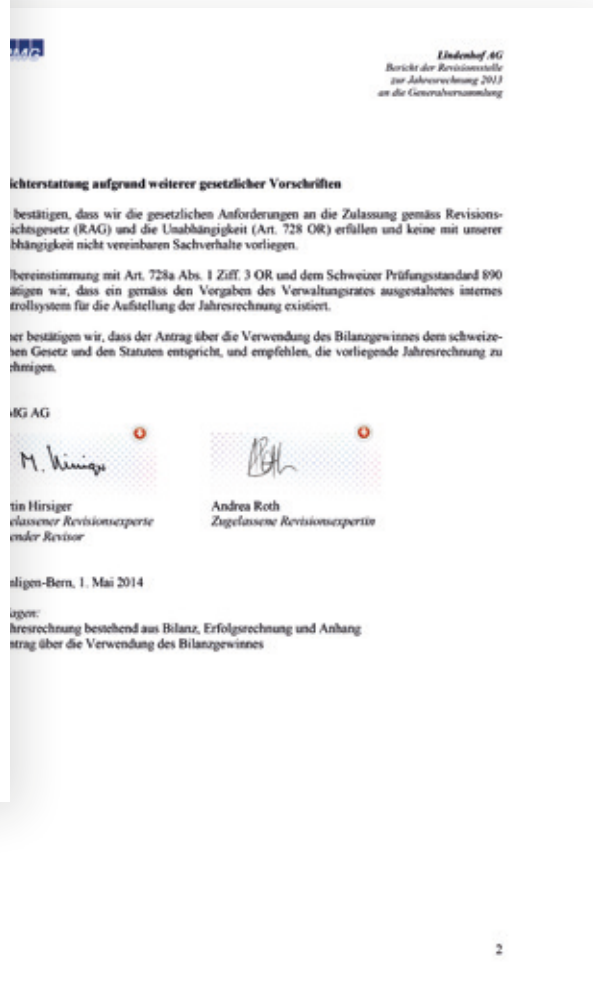 Lindenhof AG
Bericht der Revisionsstelle
zur Jahresrechnung 2013
an die Generalversammlung
ichterstattung aufgrund weiterer gesetzlicher Vorschriften
bestätigen, dass wir die gesetzlichen Anforderungen an die Zulassung gemäss Revisions-
ichtsgesetz (RAG) und die Unabhängigkeit (Art. 728 OR) erfüllen und keine mit unserer
bhängigkeit nicht vereinbaren Sachverhalte vorliegen.
bereinstimmung mit Art. 728a Abs. 1 Ziff. 3 OR und dem Schweizer Prüfungsstandard 890
ätigen wir, dass ein gemäss den Vorgaben des Verwaltungsrates ausgestaltetes internes
trollsystem für die Aufstellung der Jahresrechnung existiert.
er bestätigen wir, dass der Antrag über die Verwendung des Bilanzgewinnes dem schweize-
hen Gesetz und den Statuten entspricht, und empfehlen, die vorliegende Jahresrechnung zu
ehmigen.
MG AG
M. Hirsiger
tin Hirsiger Andrea Roth
elassener Revisionsexperte Zugelassene Revisionsexpertin
ender Revisor
nligen-Bern, 1. Mai 2014
agen:
hresrechnung bestehend aus Bilanz, Erfolgsrechnung und Anhang
ntrag über die Verwendung des Bilanzgewinnes
2